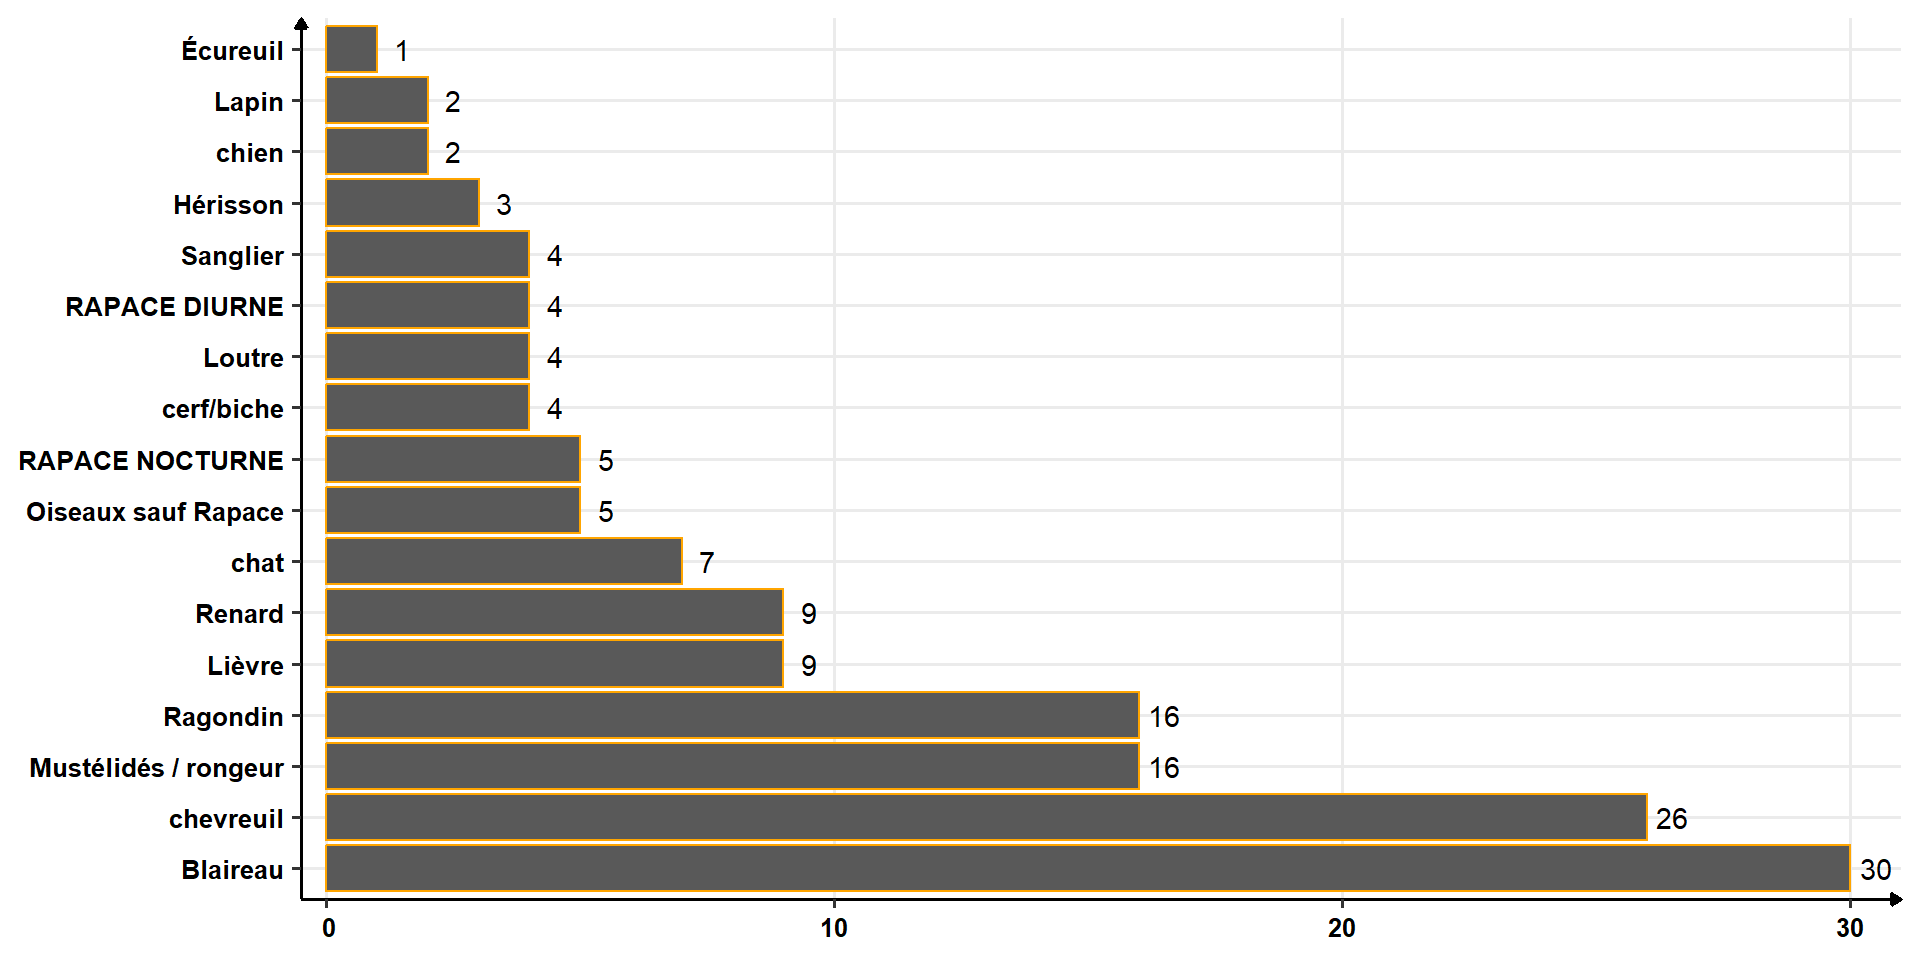 Écureuil 1
Lapin 2
chien 2
Hérisson 3
Sanglier 4
RAPACE DIURNE 4
Loutre 4
cerf/biche 4
RAPACE NOCTURNE 5
Oiseaux sauf Rapace 5
chat 7
Renard 9
Lièvre 9
Ragondin 16
Mustélidés / rongeur 16
chevreuil 26
Blaireau 30
0 10 20 30